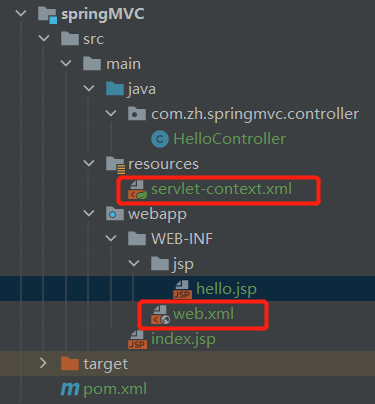 springMVC
src
main
java
com.zh.springmvc.controller
HelloController
resources
servlet-context.xml
webapp
WEB-INF
jsp
hello.jsp
web.xml
index.jsp
target
pom.xml